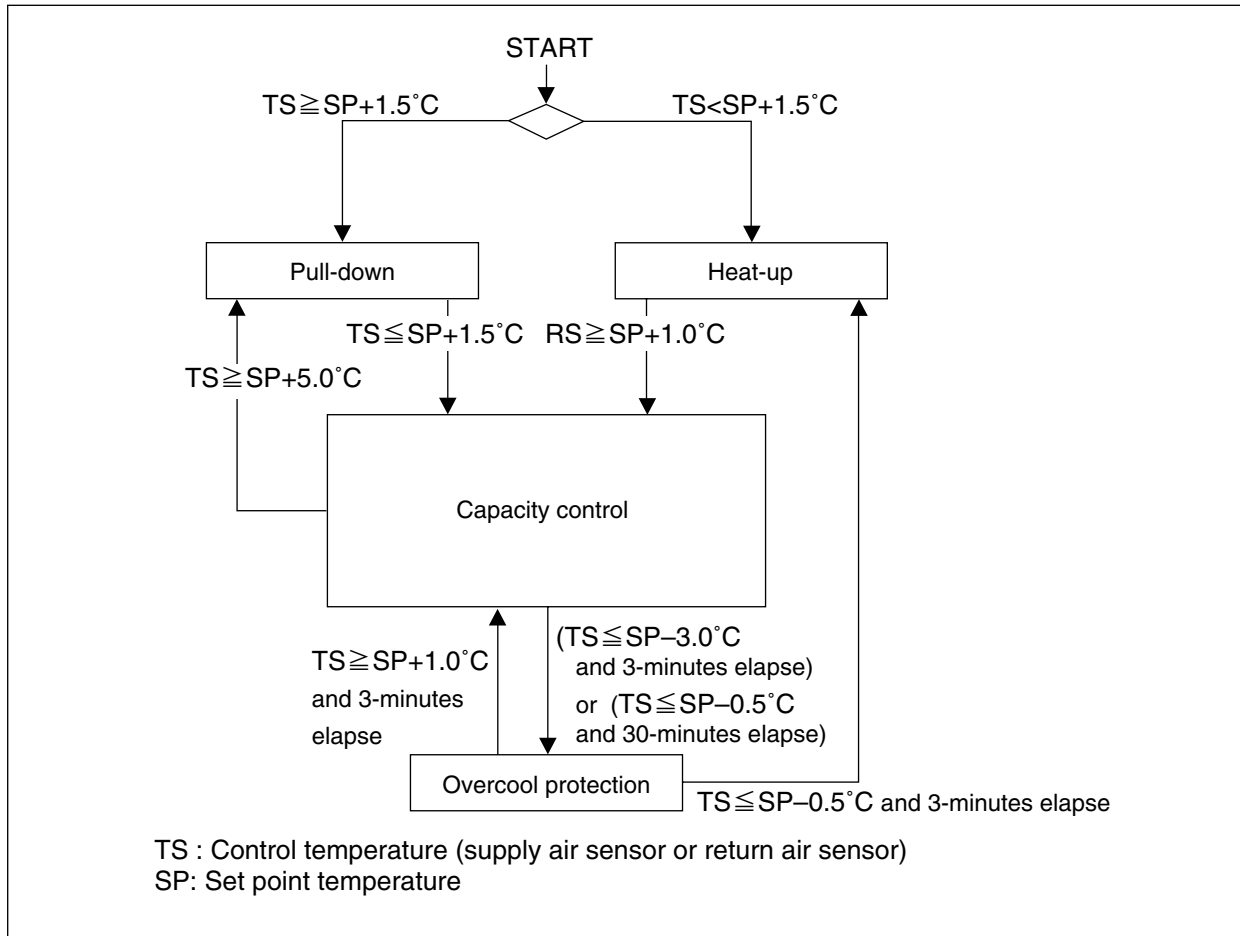 START
TS≧SP+1.5˚C
TS<SP+1.5˚C
Pull-down
Heat-up
TS≦SP+1.5˚C
RS≧SP+1.0˚C
TS≧SP+5.0˚C
Capacity control
TS≧SP+1.0˚C
and 3-minutes
elapse
(TS≦SP–3.0˚C
and 3-minutes elapse)
or (TS≦SP–0.5˚C
and 30-minutes elapse)
Overcool protection
TS≦SP–0.5˚C and 3-minutes elapse
TS : Control temperature (supply air sensor or return air sensor)
SP: Set point temperature